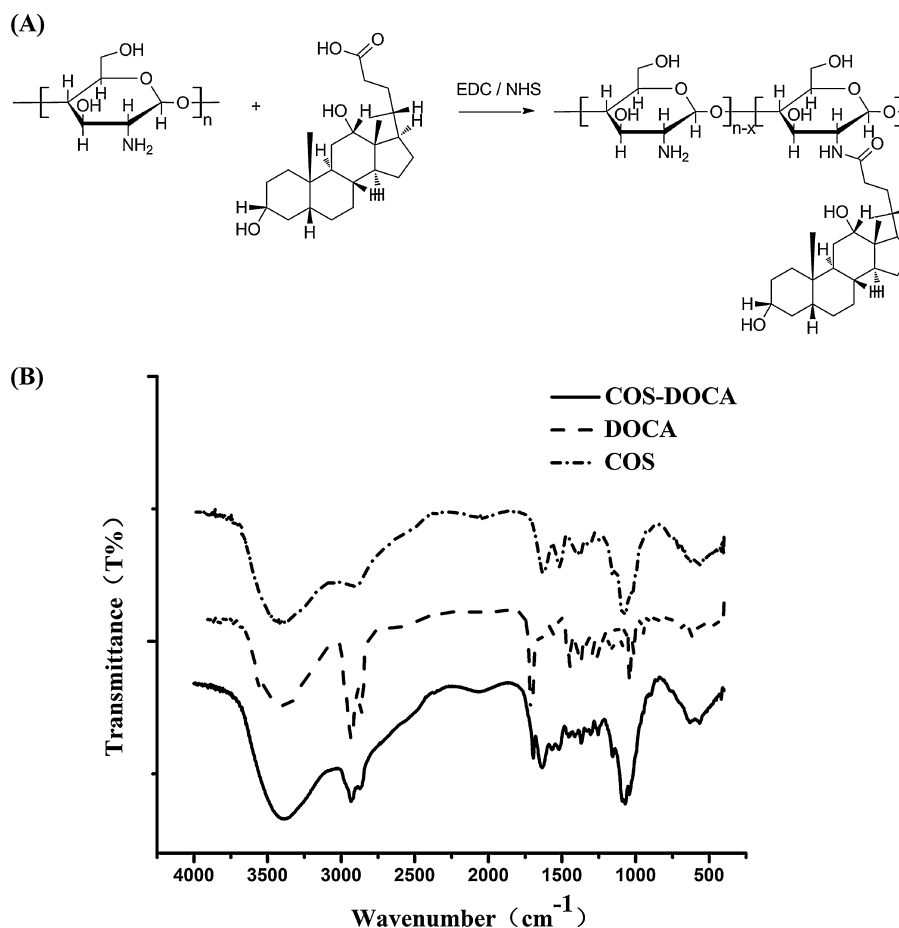 (A)
HO
O
OH
H
O
H
OH
H
O
n
NH₂
+
EDC / NHS
HO
H
H
H
H
H
HO
H
OH
H
O
H
OH
H
O
n-x
NH₂
OH
H
O
H
OH
H
O
x
HN
O
HO
H
H
H
H
H
HO
H
(B)
COS-DOCA
DOCA
COS
Transmittance（T%）
4000 3500 3000 2500 2000 1500 1000 500
Wavenumber（cm⁻¹）